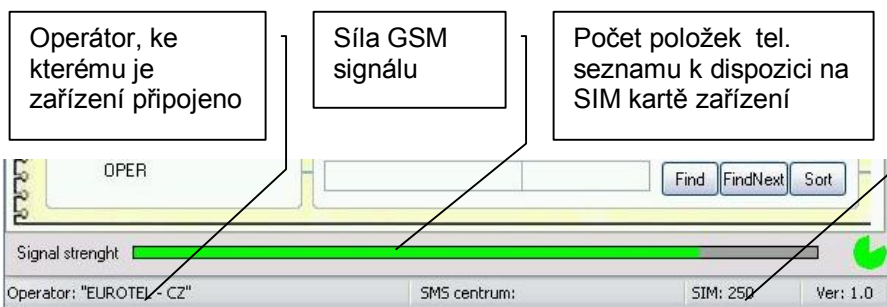 Operátor, ke
kterému je
zařízení připojeno
Síla GSM
signálu
Počet položek tel.
seznamu k dispozici na
SIM kartě zařízení
OPER
Find FindNext Sort
Signal strenght
Operator: "EUROTEL - CZ" SMS centrum: SIM: 250 Ver: 1.0